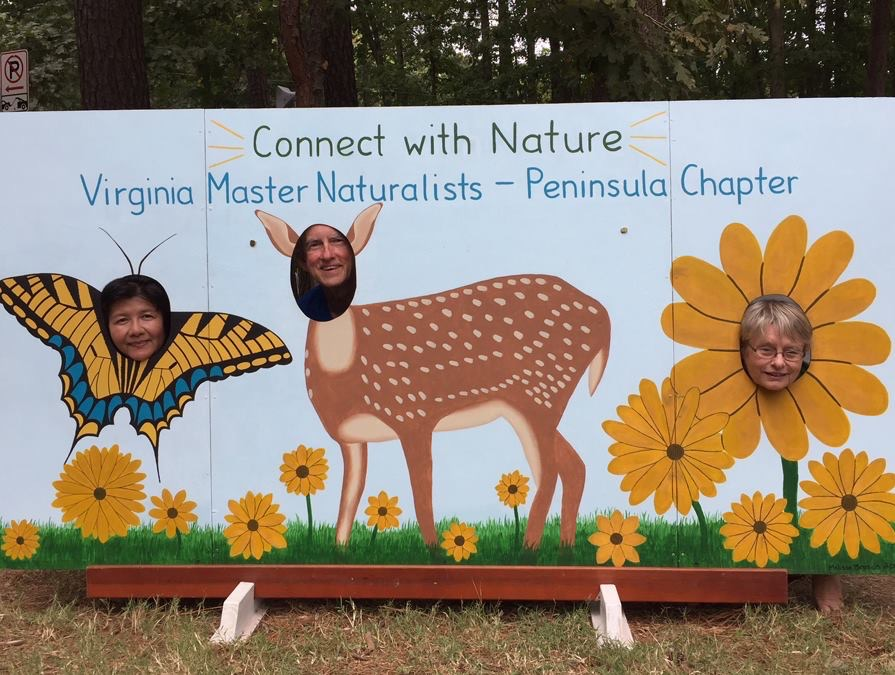 Connect with Nature
Virginia Master Naturalists – Peninsula Chapter